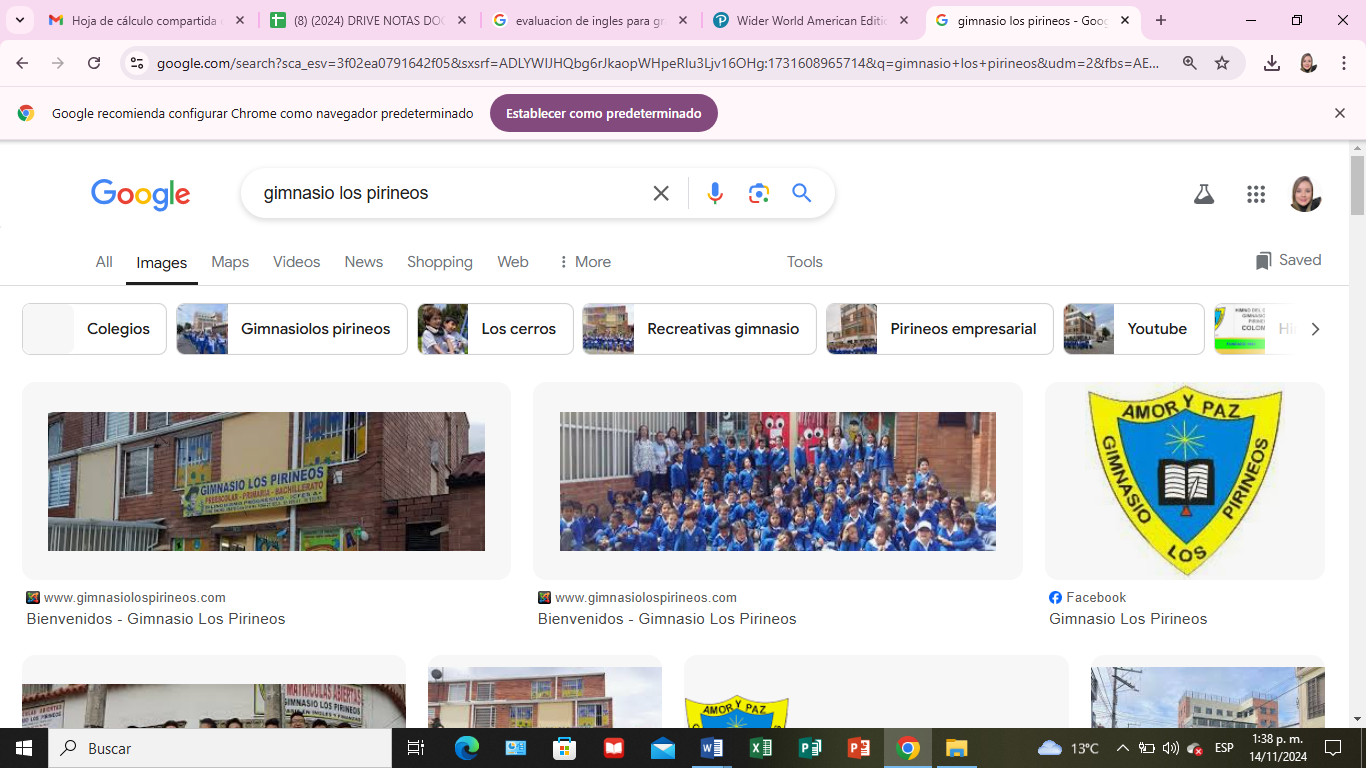 Hoja de cálculo compartida
(8) (2024) DRIVE NOTAS DOC
evaluacion de ingles para gr
Wider World American Editi
gimnasio los pirineos - Goog
google.com/search?sca_esv=3f02ea0791642f05&sxsrf=ADLYWIJHQbg6rJkaopWHpeRlu3Ljv16OHg:1731608965714&q=gimnasio+los+pirineos&udm=2&fbs=AE...
Google recomienda configurar Chrome como navegador predeterminado
Establecer como predeterminado
Google
gimnasio los pirineos
All
Images
Maps
Videos
News
Shopping
Web
More
Tools
Saved
Colegios
Gimnasiolos pirineos
Los cerros
Recreativas gimnasio
Pirineos empresarial
Youtube
GIMNASIO LOS PIRINEOS
PREESCOLAR - PRIMARIA - BACHILLERATO
AMOR Y PAZ
GIMNASIO
LOS
PIRINEOS
www.gimnasiolospirineos.com
Bienvenidos - Gimnasio Los Pirineos
www.gimnasiolospirineos.com
Bienvenidos - Gimnasio Los Pirineos
Facebook
Gimnasio Los Pirineos
MATRICULAS ABIERTAS
AMOR Y PAZ
Buscar
13°C
ESP
1:38 p. m.
14/11/2024